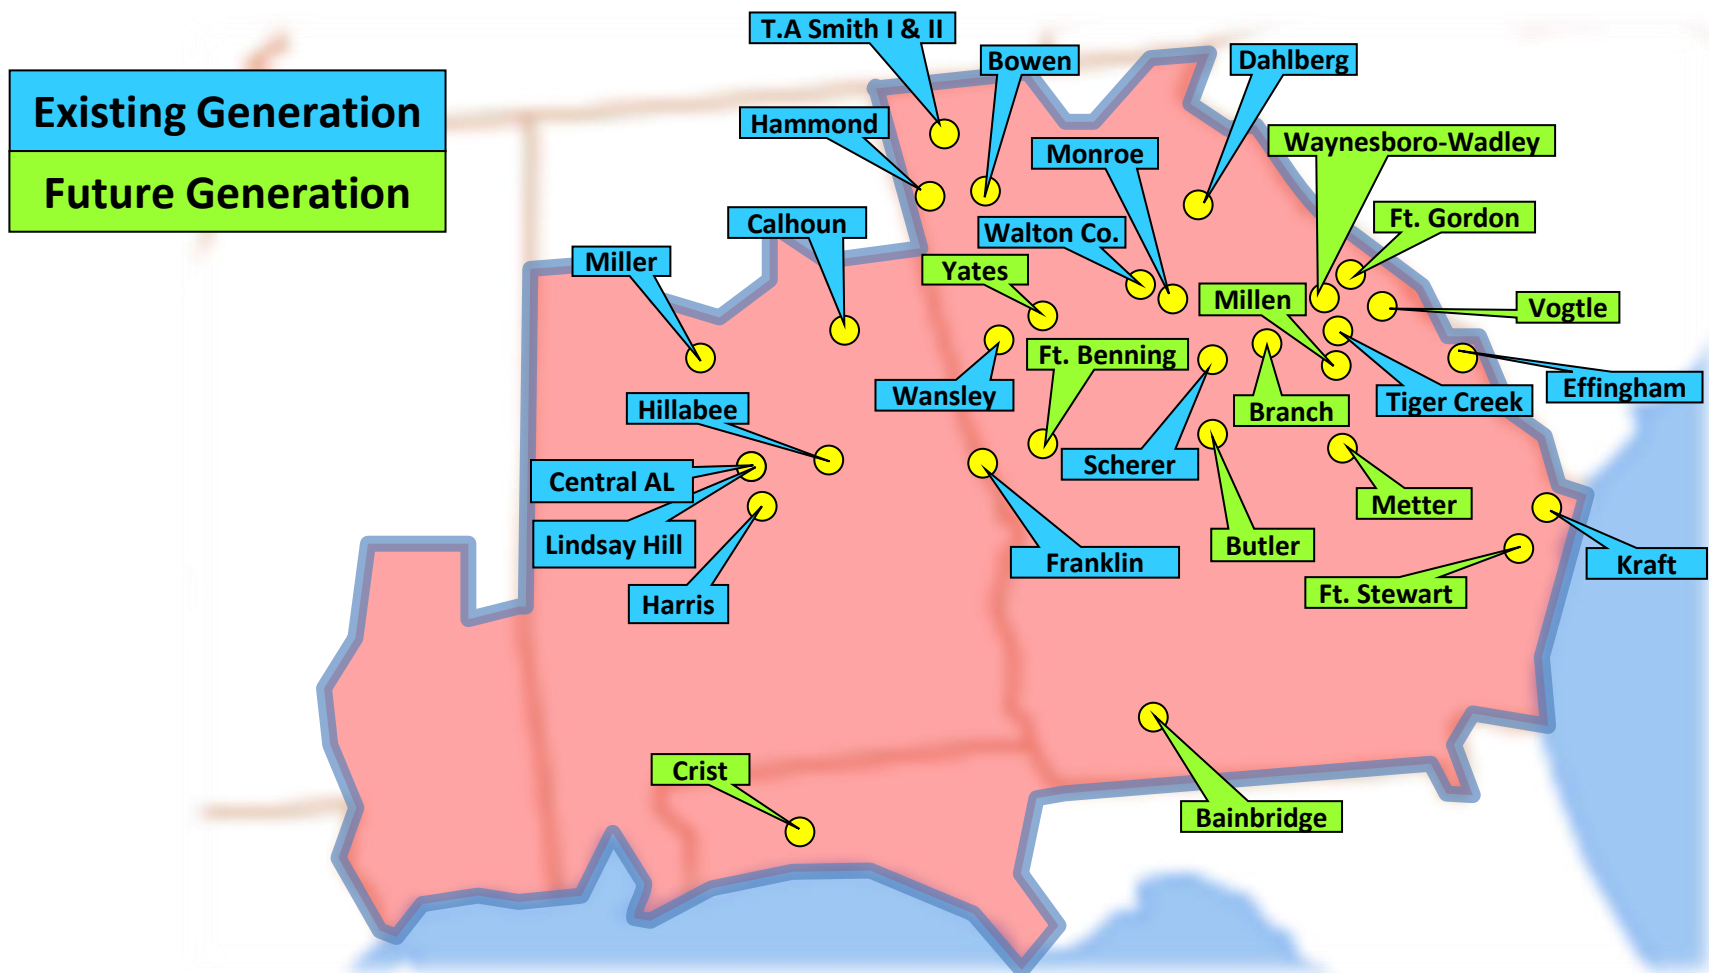 T.A Smith I & II
Bowen
Dahlberg
Existing Generation
Hammond
Monroe
Waynesboro-Wadley
Future Generation
Calhoun
Walton Co.
Ft. Gordon
Miller
Yates
Millen
Vogtle
Ft. Benning
Wansley
Effingham
Hillabee
Branch
Tiger Creek
Scherer
Central AL
Metter
Lindsay Hill
Butler
Franklin
Kraft
Harris
Ft. Stewart
Crist
Bainbridge